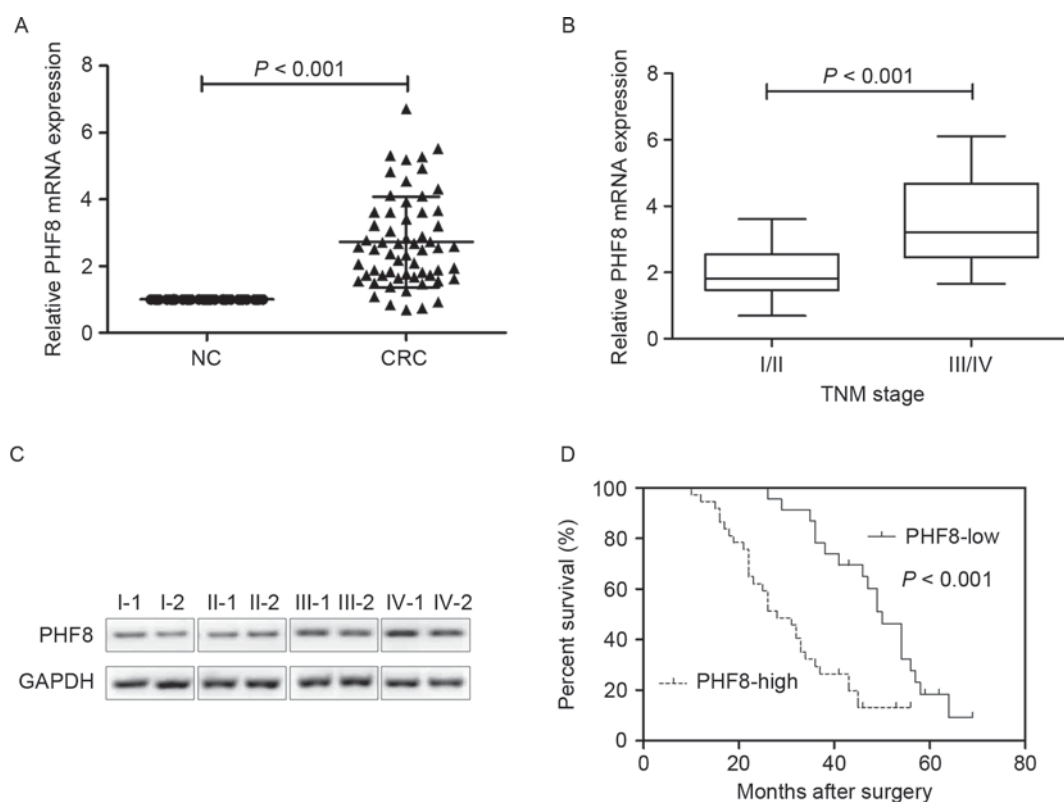 A
Relative PHF8 mRNA expression
8
6
4
2
0
P < 0.001
NC
CRC
B
Relative PHF8 mRNA expression
8
6
4
2
0
P < 0.001
I/II
III/IV
TNM stage
C
I-1 I-2 II-1 II-2 III-1 III-2 IV-1 IV-2
PHF8
GAPDH
D
Percent survival (%)
100
80
60
40
20
0
PHF8-low
P < 0.001
PHF8-high
0 20 40 60 80
Months after surgery